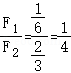 F₁/F₂ = (1/6)/(2/3) = 1/4